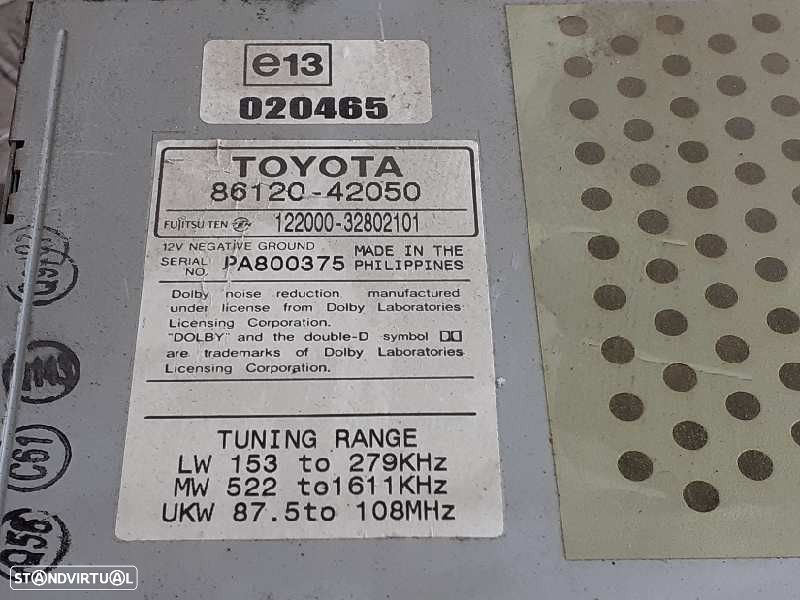 e13
020465
TOYOTA
86120-42050
FUJITSU TEN 122000-32802101
12V NEGATIVE GROUND
SERIAL NO. PA800375
MADE IN THE PHILIPPINES
Dolby noise reduction manufactured
under license from Dolby Laboratories
Licensing Corporation.
"DOLBY" and the double-D symbol
are trademarks of Dolby Laboratories
Licensing Corporation.
TUNING RANGE
LW 153 to 279KHz
MW 522 to1611KHz
UKW 87.5to 108MHz
C61
STANDVIRTUAL